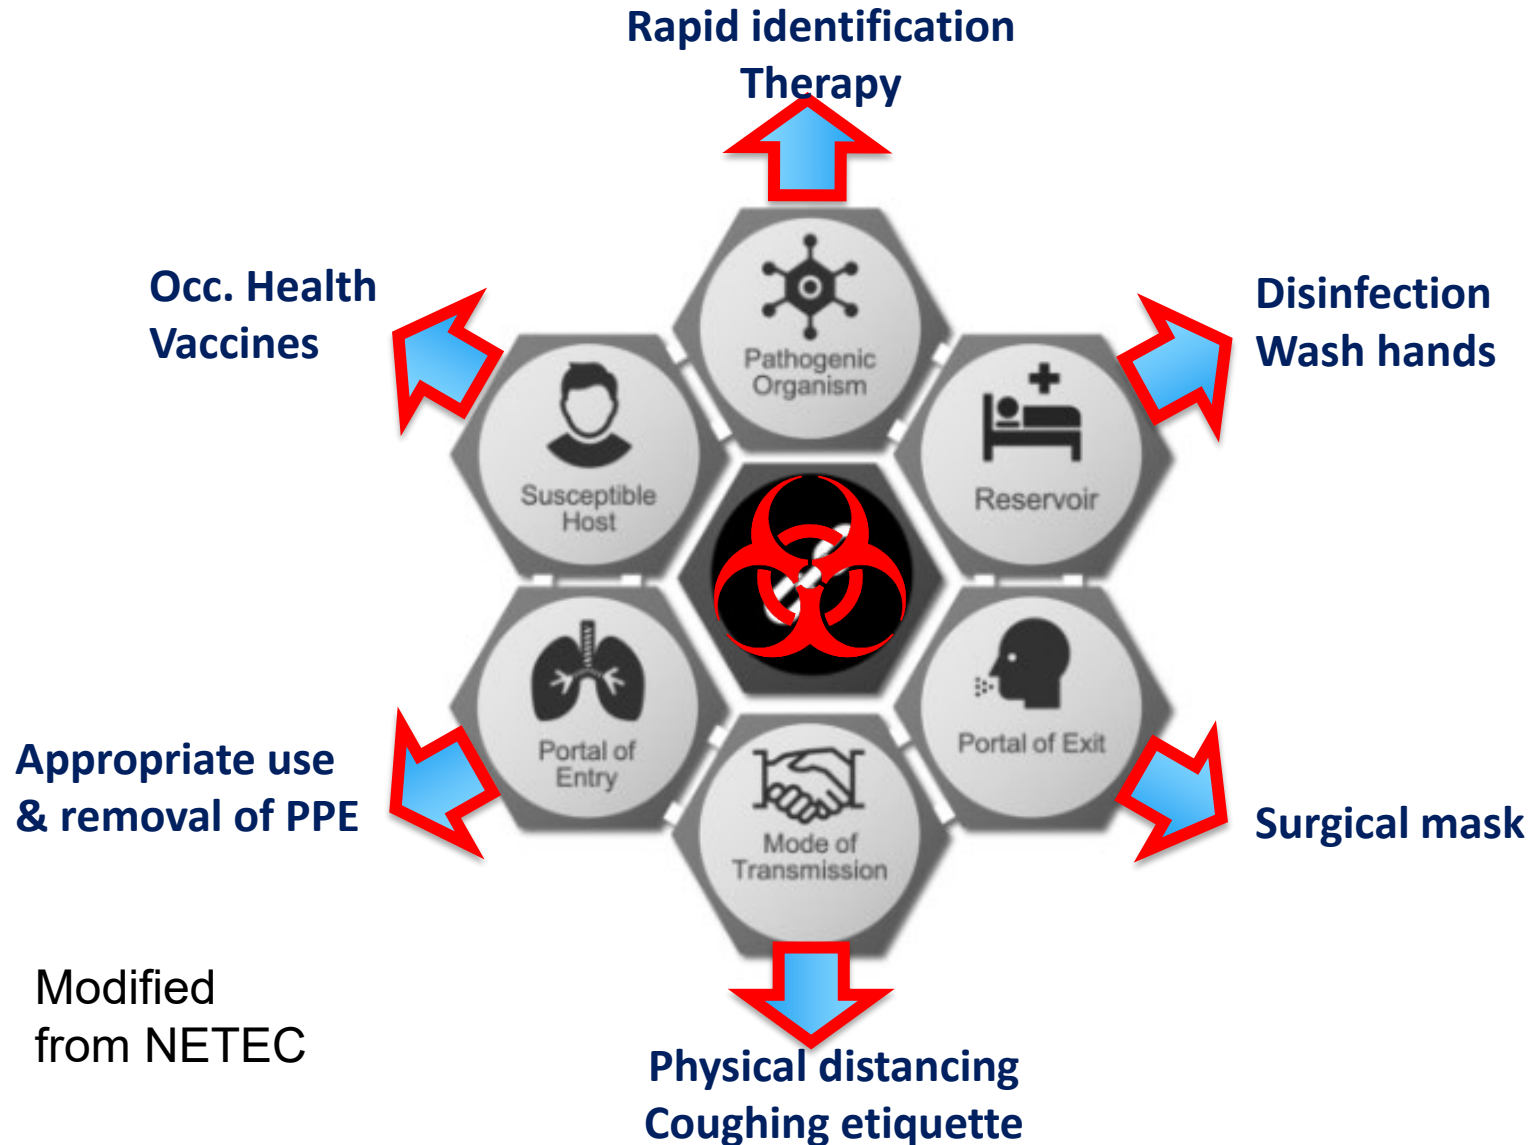 Rapid identification
Therapy
Occ. Health
Vaccines
Disinfection
Wash hands
Pathogenic
Organism
Susceptible
Host
Reservoir
Portal of
Entry
Portal of Exit
Mode of
Transmission
Appropriate use
& removal of PPE
Surgical mask
Modified
from NETEC
Physical distancing
Coughing etiquette